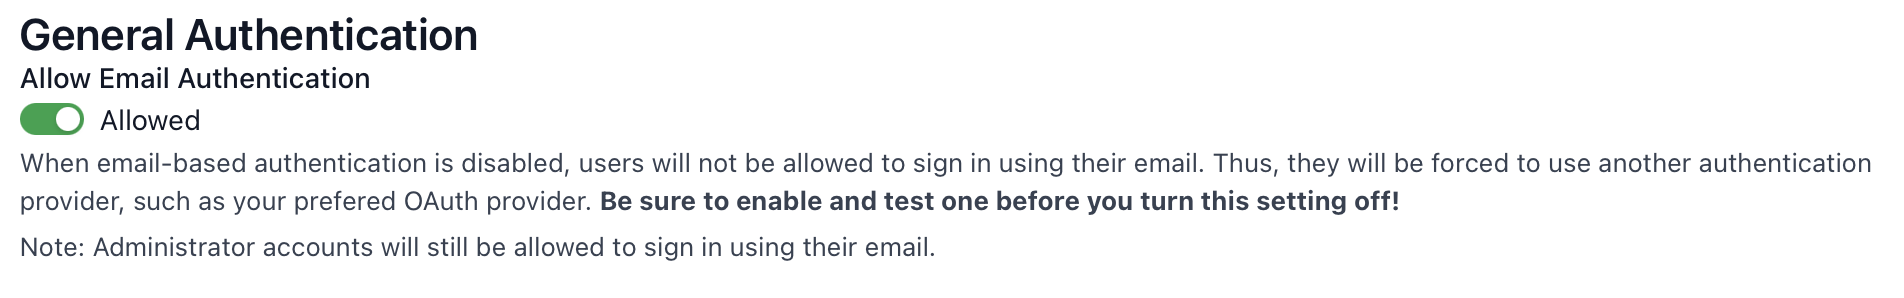 General Authentication
Allow Email Authentication
Allowed
When email-based authentication is disabled, users will not be allowed to sign in using their email. Thus, they will be forced to use another authentication
provider, such as your prefered OAuth provider. Be sure to enable and test one before you turn this setting off!
Note: Administrator accounts will still be allowed to sign in using their email.